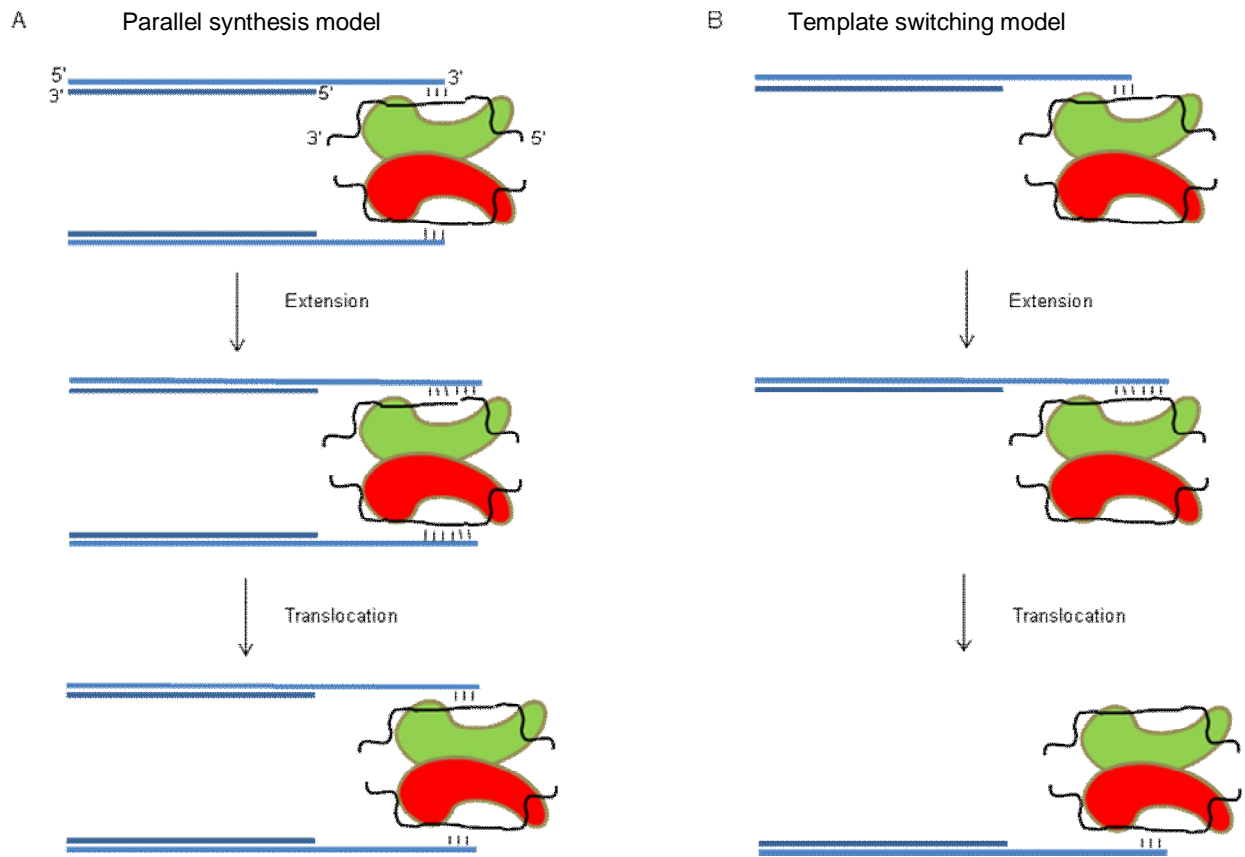 A Parallel synthesis model
B Template switching model
5' 3'
3' 5'
3' 5'
Extension
Extension
Translocation
Translocation